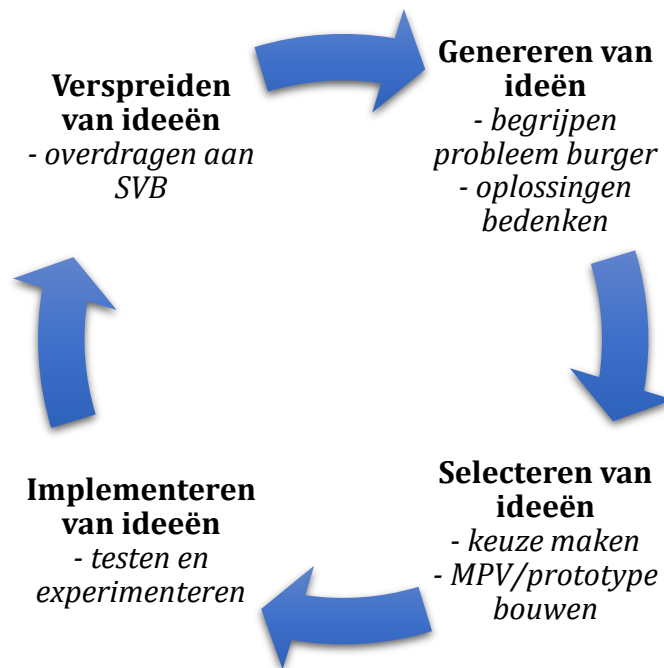 Verspreiden
van ideeën
- overdragen aan
SVB
Genereren van
ideën
- begrijpen
probleem burger
- oplossingen
bedenken
Selecteren van
ideeën
- keuze maken
- MPV/prototype
bouwen
Implementeren
van ideeën
- testen en
experimenteren